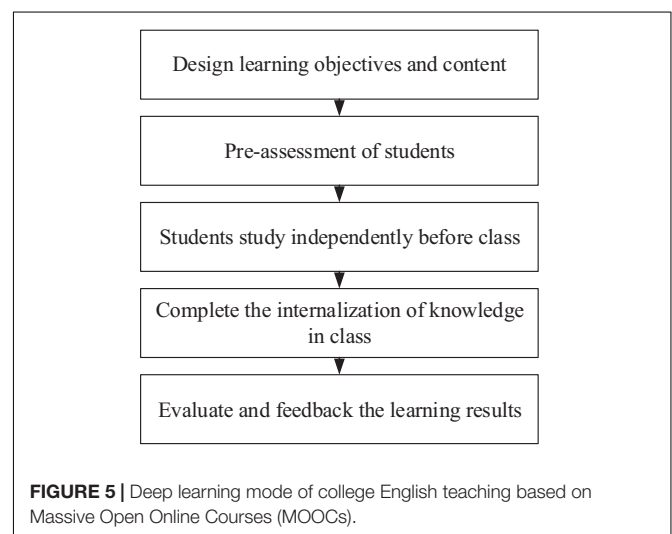 Design learning objectives and content
Pre-assessment of students
Students study independently before class
Complete the internalization of knowledge
in class
Evaluate and feedback the learning results
FIGURE 5 | Deep learning mode of college English teaching based on
Massive Open Online Courses (MOOCs).